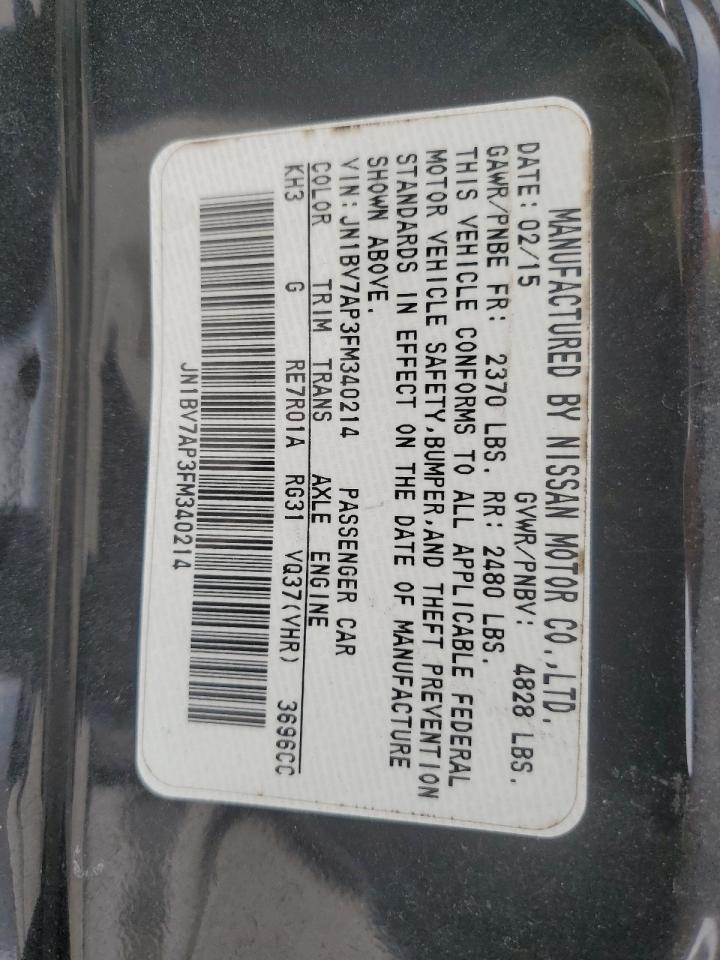 MANUFACTURED BY NISSAN MOTOR CO.,LTD.
DATE: 02/15 GVWR/PNBV: 4828 LBS.
GAWR/PNBE FR: 2370 LBS. RR: 2480 LBS.
THIS VEHICLE CONFORMS TO ALL APPLICABLE FEDERAL
MOTOR VEHICLE SAFETY,BUMPER,AND THEFT PREVENTION
STANDARDS IN EFFECT ON THE DATE OF MANUFACTURE
SHOWN ABOVE.
VIN: JN1BV7AP3FM340214 PASSENGER CAR
COLOR TRIM TRANS AXLE ENGINE
KH3 G RE7R01A RG31 VQ37(VHR) 3696CC
JN1BV7AP3FM340214